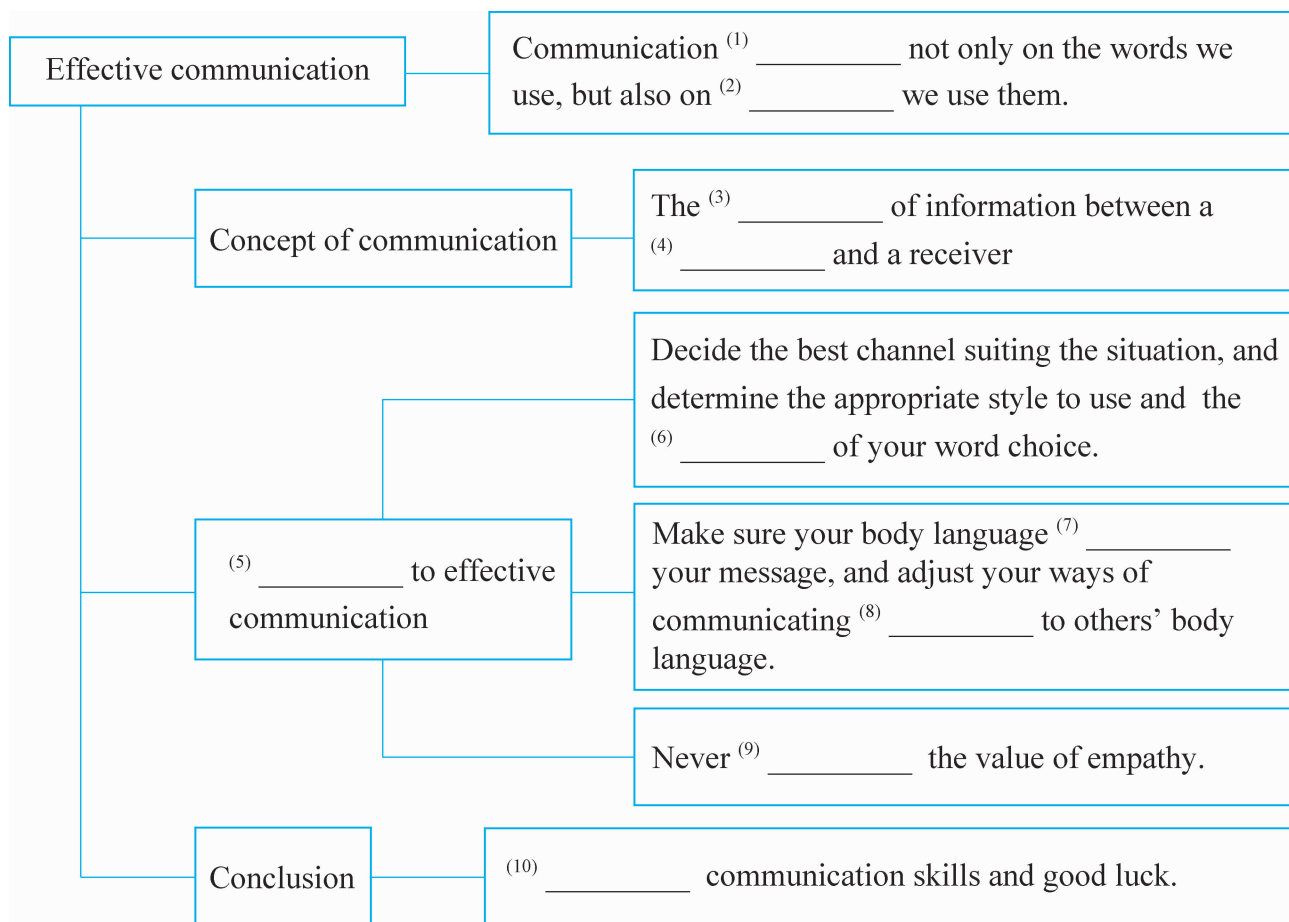 Effective communication
Communication (1) _________ not only on the words we
use, but also on (2) _________ we use them.
Concept of communication
The (3) _________ of information between a
(4) _________ and a receiver
(5) _________ to effective
communication
Decide the best channel suiting the situation, and
determine the appropriate style to use and the
(6) _________ of your word choice.
Make sure your body language (7) _________
your message, and adjust your ways of
communicating (8) _________ to others’ body
language.
Never (9) _________ the value of empathy.
Conclusion
(10) _________ communication skills and good luck.